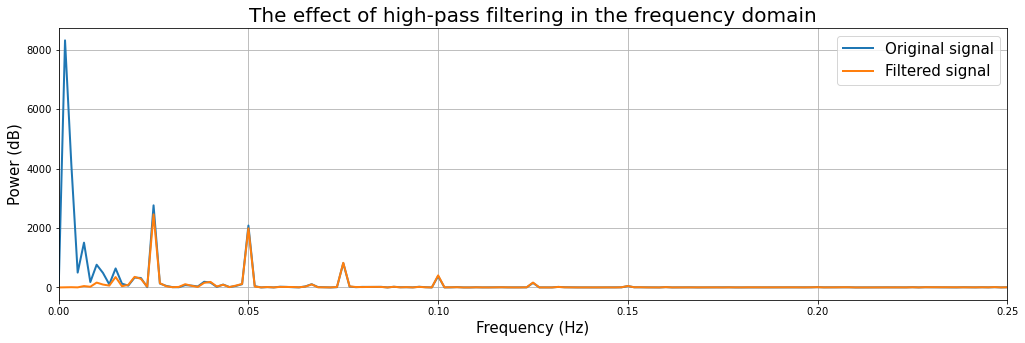 The effect of high-pass filtering in the frequency domain
Original signal
Filtered signal
Power (dB)
8000
6000
4000
2000
0
0.00 0.05 0.10 0.15 0.20 0.25
Frequency (Hz)